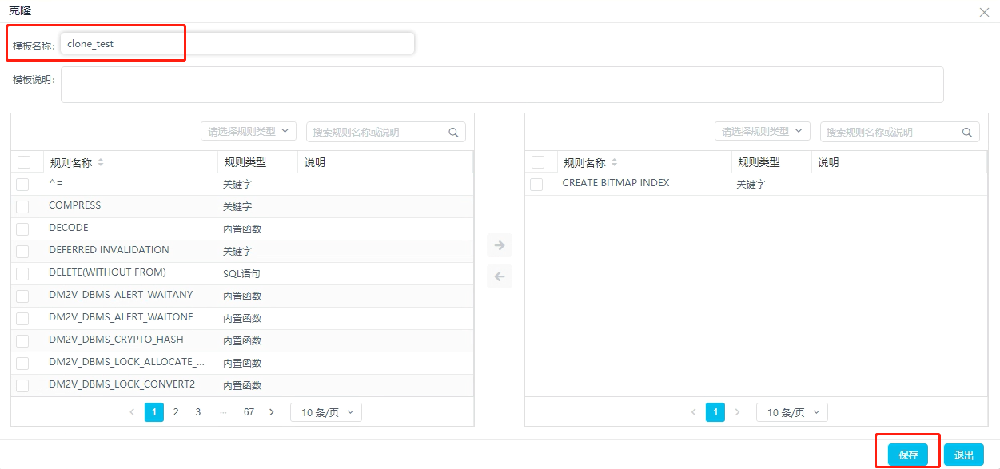 克隆
模板名称： clone_test
模板说明：
请选择规则类型 搜索规则名称或说明
规则名称 规则类型 说明
^= 关键字
COMPRESS 关键字
DECODE 内置函数
DEFERRED INVALIDATION 关键字
DELETE(WITHOUT FROM) SQL语句
DM2V_DBMS_ALERT_WAITANY 内置函数
DM2V_DBMS_ALERT_WAITONE 内置函数
DM2V_DBMS_CRYPTO_HASH 内置函数
DM2V_DBMS_LOCK_ALLOCATE_... 内置函数
DM2V_DBMS_LOCK_CONVERT2 内置函数
1 2 3 ... 67 10 条/页
请选择规则类型 搜索规则名称或说明
规则名称 规则类型 说明
CREATE BITMAP INDEX 关键字
1 10 条/页
保存 退出